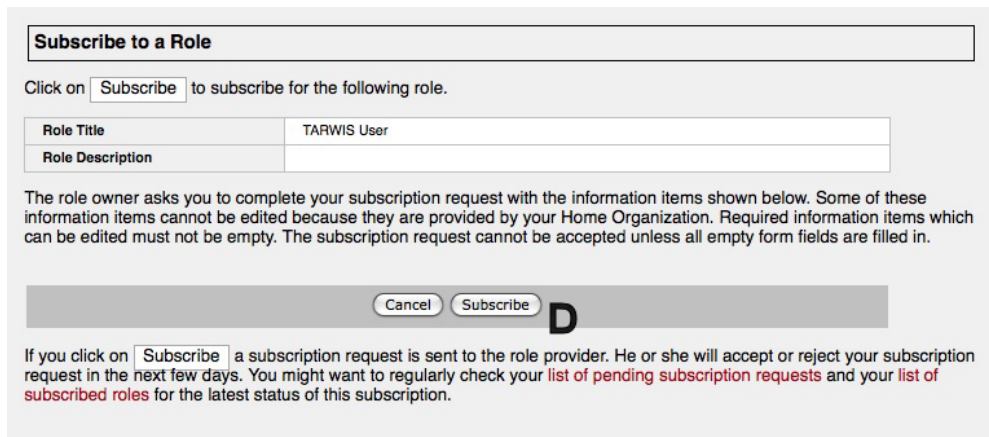 Subscribe to a Role
Click on Subscribe to subscribe for the following role.
Role Title TARWIS User
Role Description
The role owner asks you to complete your subscription request with the information items shown below. Some of these
information items cannot be edited because they are provided by your Home Organization. Required information items which
can be edited must not be empty. The subscription request cannot be accepted unless all empty form fields are filled in.
Cancel Subscribe D
If you click on Subscribe a subscription request is sent to the role provider. He or she will accept or reject your subscription
request in the next few days. You might want to regularly check your list of pending subscription requests and your list of
subscribed roles for the latest status of this subscription.